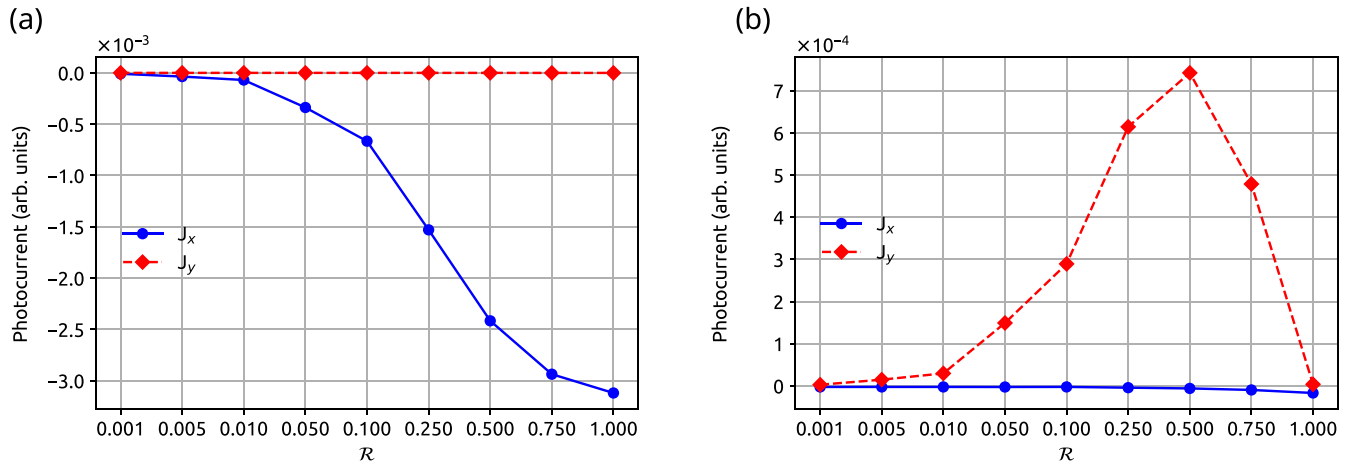 (a)
×10⁻³
0.0
−0.5
−1.0
−1.5
−2.0
−2.5
−3.0
Photocurrent (arb. units)
Jₓ
J_y
0.001 0.005 0.010 0.050 0.100 0.250 0.500 0.750 1.000
ℛ
(b)
×10⁻⁴
7
6
5
4
3
2
1
0
Photocurrent (arb. units)
Jₓ
J_y
0.001 0.005 0.010 0.050 0.100 0.250 0.500 0.750 1.000
ℛ